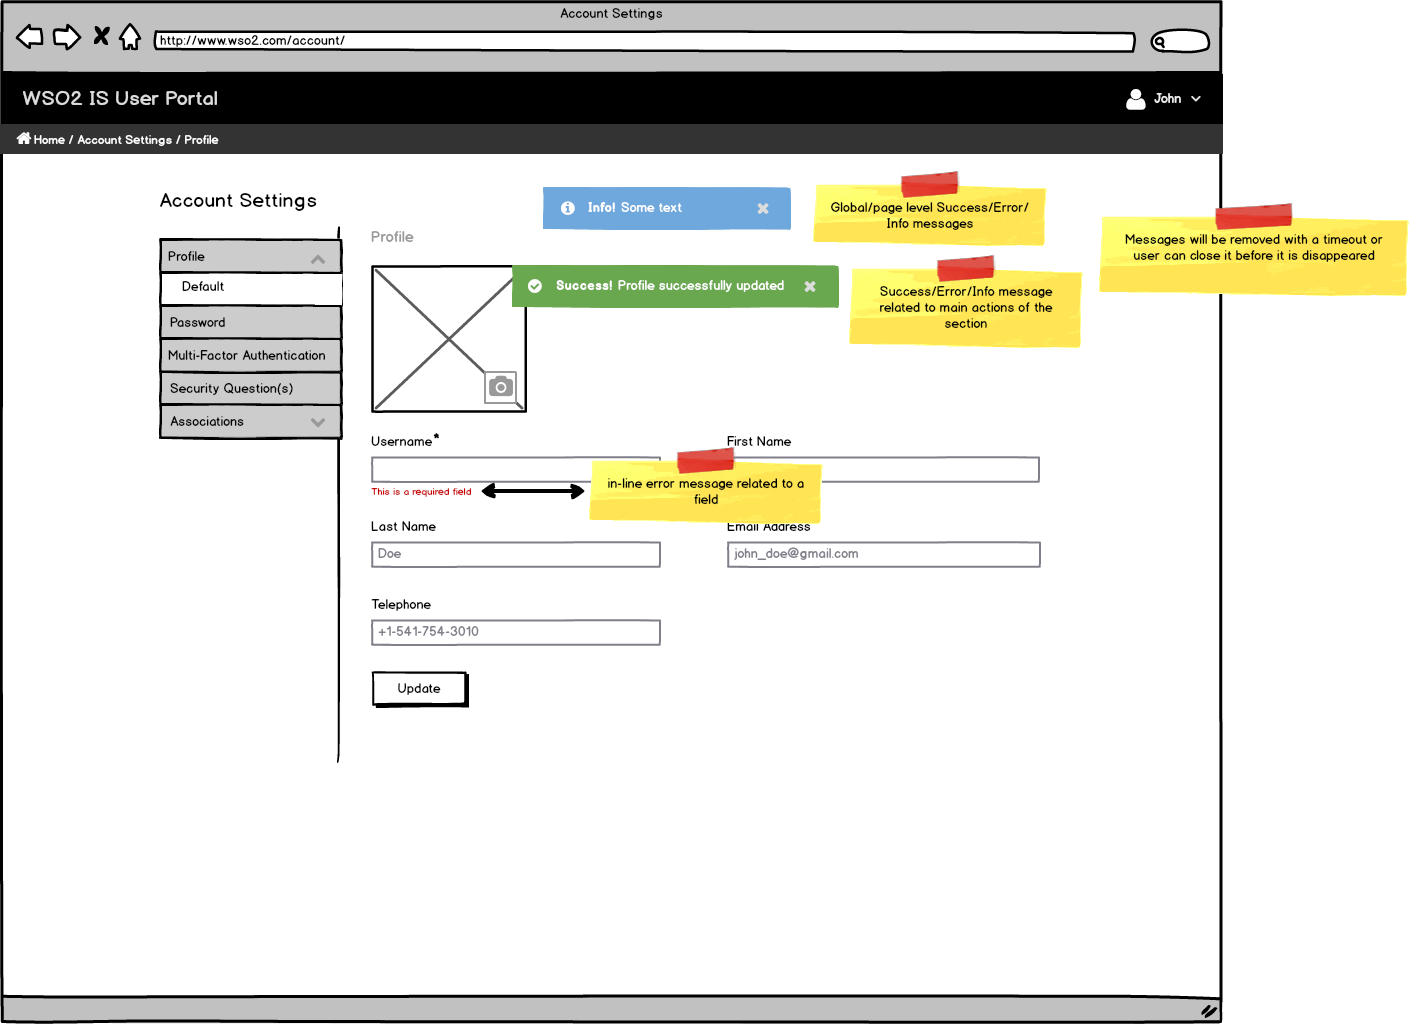 Account Settings
http://www.wso2.com/account/
WSO2 IS User Portal
John
Home / Account Settings / Profile
Account Settings
Info! Some text
Global/page level Success/Error/
Info messages
Messages will be removed with a timeout or
user can close it before it is disappeared
Profile
Profile
Default
Password
Multi-Factor Authentication
Security Question(s)
Associations
Success! Profile successfully updated
Success/Error/Info message
related to main actions of the
section
Username*
First Name
This is a required field
in-line error message related to a
field
Last Name
Email Address
Doe
john_doe@gmail.com
Telephone
+1-541-754-3010
Update